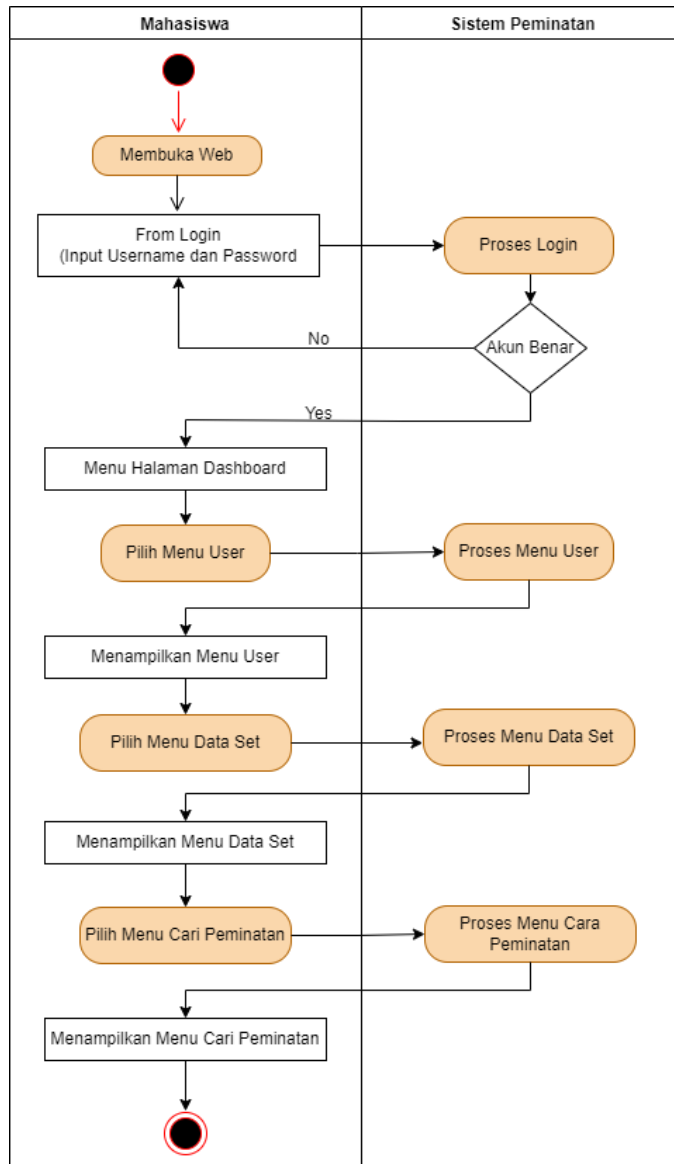 Mahasiswa
Sistem Peminatan
Membuka Web
From Login
(Input Username dan Password
Proses Login
Akun Benar
No
Yes
Menu Halaman Dashboard
Pilih Menu User
Proses Menu User
Menampilkan Menu User
Pilih Menu Data Set
Proses Menu Data Set
Menampilkan Menu Data Set
Pilih Menu Cari Peminatan
Proses Menu Cara
Peminatan
Menampilkan Menu Cari Peminatan